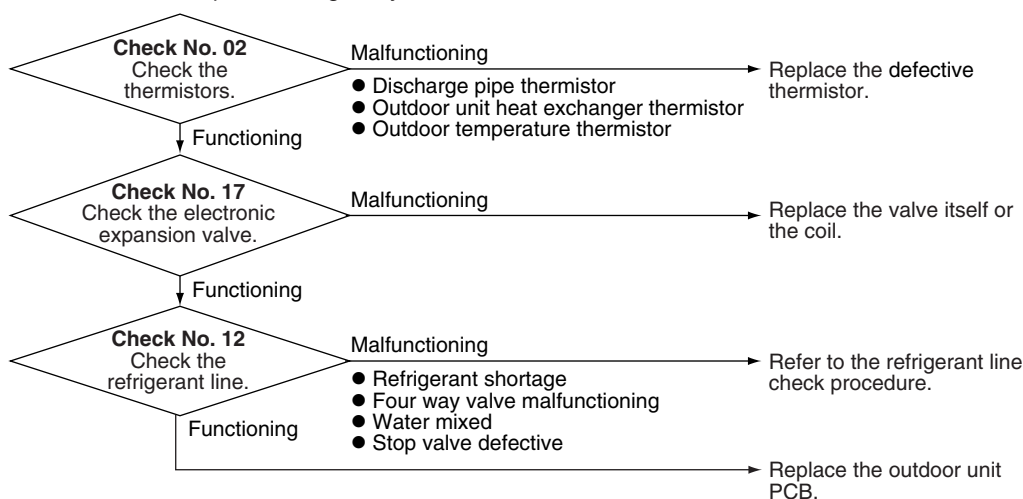 Check No. 02
Check the
thermistors.
Malfunctioning
● Discharge pipe thermistor
● Outdoor unit heat exchanger thermistor
● Outdoor temperature thermistor
Replace the defective
thermistor.
Functioning
Check No. 17
Check the electronic
expansion valve.
Malfunctioning
Replace the valve itself or
the coil.
Functioning
Check No. 12
Check the
refrigerant line.
Malfunctioning
● Refrigerant shortage
● Four way valve malfunctioning
● Water mixed
● Stop valve defective
Refer to the refrigerant line
check procedure.
Functioning
Replace the outdoor unit
PCB.